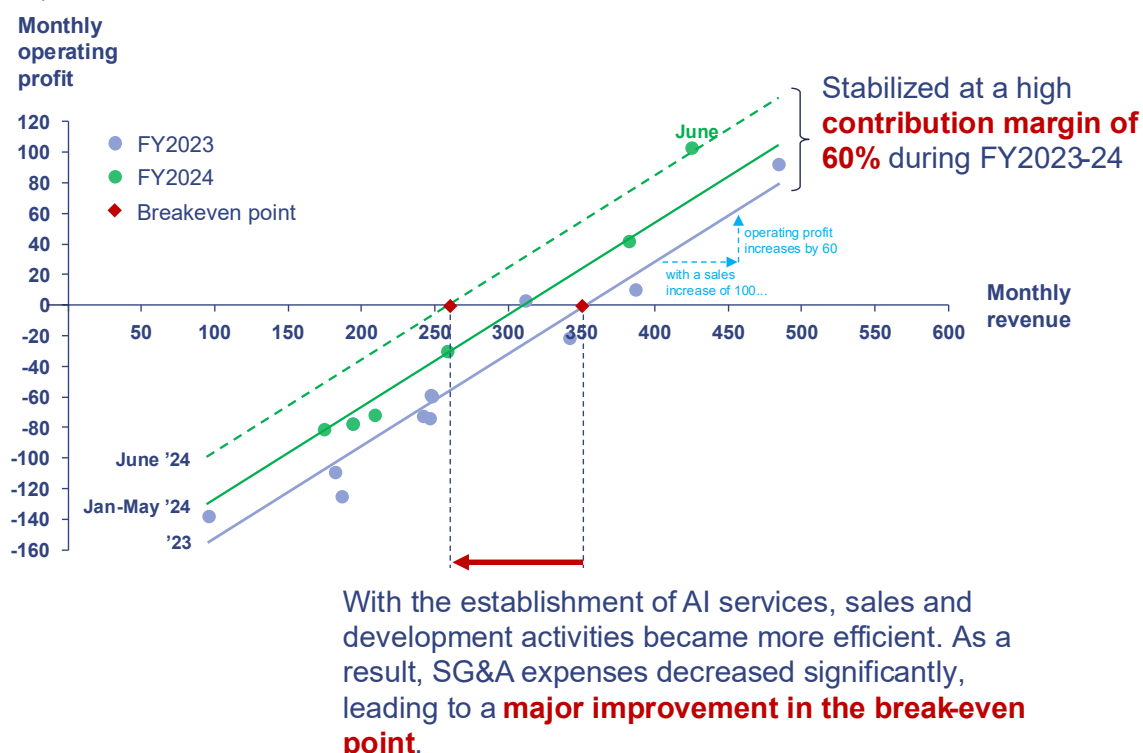 Monthly
operating
profit
120
100
80
60
40
20
0
-20
-40
-60
-80
-100
-120
-140
-160
FY2023
FY2024
Breakeven point
June
Stabilized at a high
contribution margin of
60% during FY2023-24
operating profit
increases by 60
with a sales
increase of 100...
Monthly
revenue
50 100 150 200 250 300 350 400 450 500 550 600
June ’24
Jan-May ’24
’23
With the establishment of AI services, sales and
development activities became more efficient. As a
result, SG&A expenses decreased significantly,
leading to a major improvement in the break-even
point.